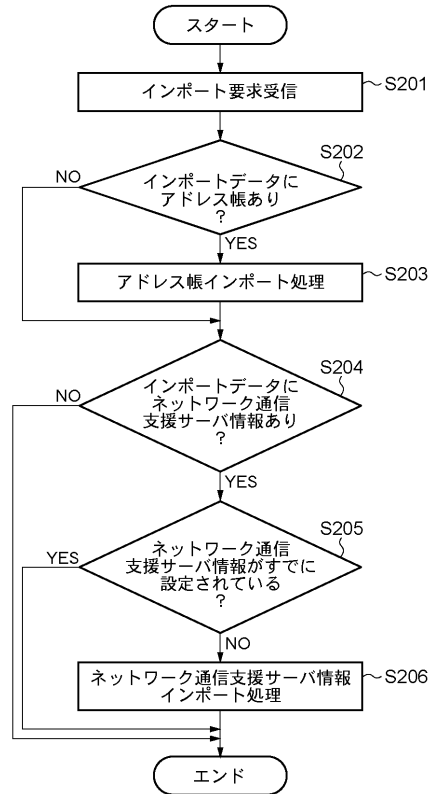 スタート
インポート要求受信
S201
S202
インポートデータに
アドレス帳あり
?
NO
YES
アドレス帳インポート処理
S203
S204
インポートデータに
ネットワーク通信
支援サーバ情報あり
?
NO
YES
S205
ネットワーク通信
支援サーバ情報がすでに
設定されている
?
YES
NO
ネットワーク通信支援サーバ情報
インポート処理
S206
エンド